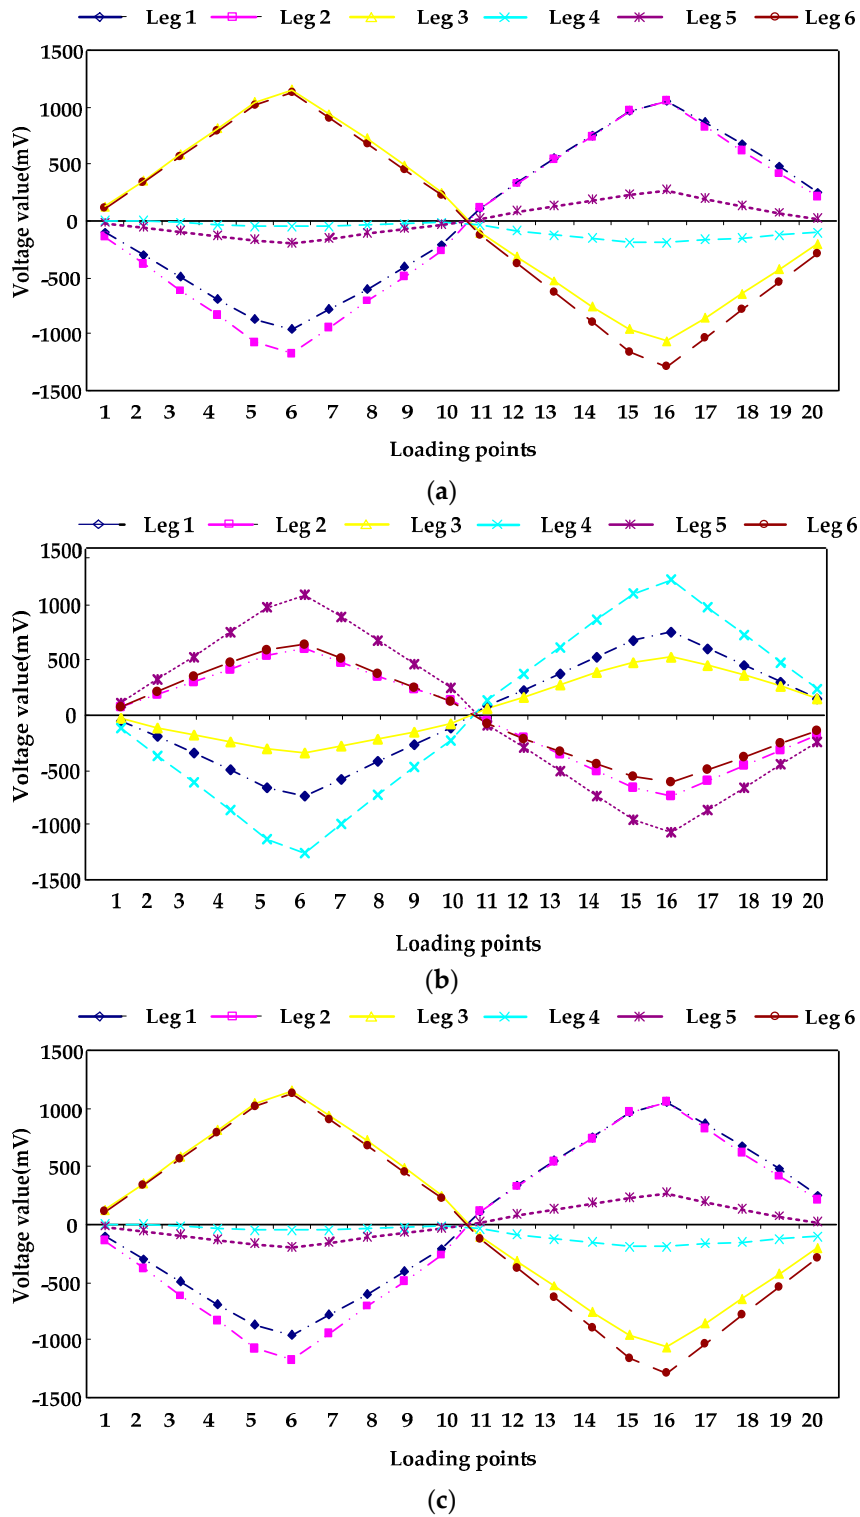 Leg 1 Leg 2 Leg 3 Leg 4 Leg 5 Leg 6
1500
1000
500
0
-500
-1000
-1500
Voltage value(mV)
1 2 3 4 5 6 7 8 9 10 11 12 13 14 15 16 17 18 19 20
Loading points
(a)
Leg 1 Leg 2 Leg 3 Leg 4 Leg 5 Leg 6
1500
1000
500
0
-500
-1000
-1500
Voltage value(mV)
1 2 3 4 5 6 7 8 9 10 11 12 13 14 15 16 17 18 19 20
Loading points
(b)
Leg 1 Leg 2 Leg 3 Leg 4 Leg 5 Leg 6
1500
1000
500
0
-500
-1000
-1500
Voltage value(mV)
1 2 3 4 5 6 7 8 9 10 11 12 13 14 15 16 17 18 19 20
Loading points
(c)